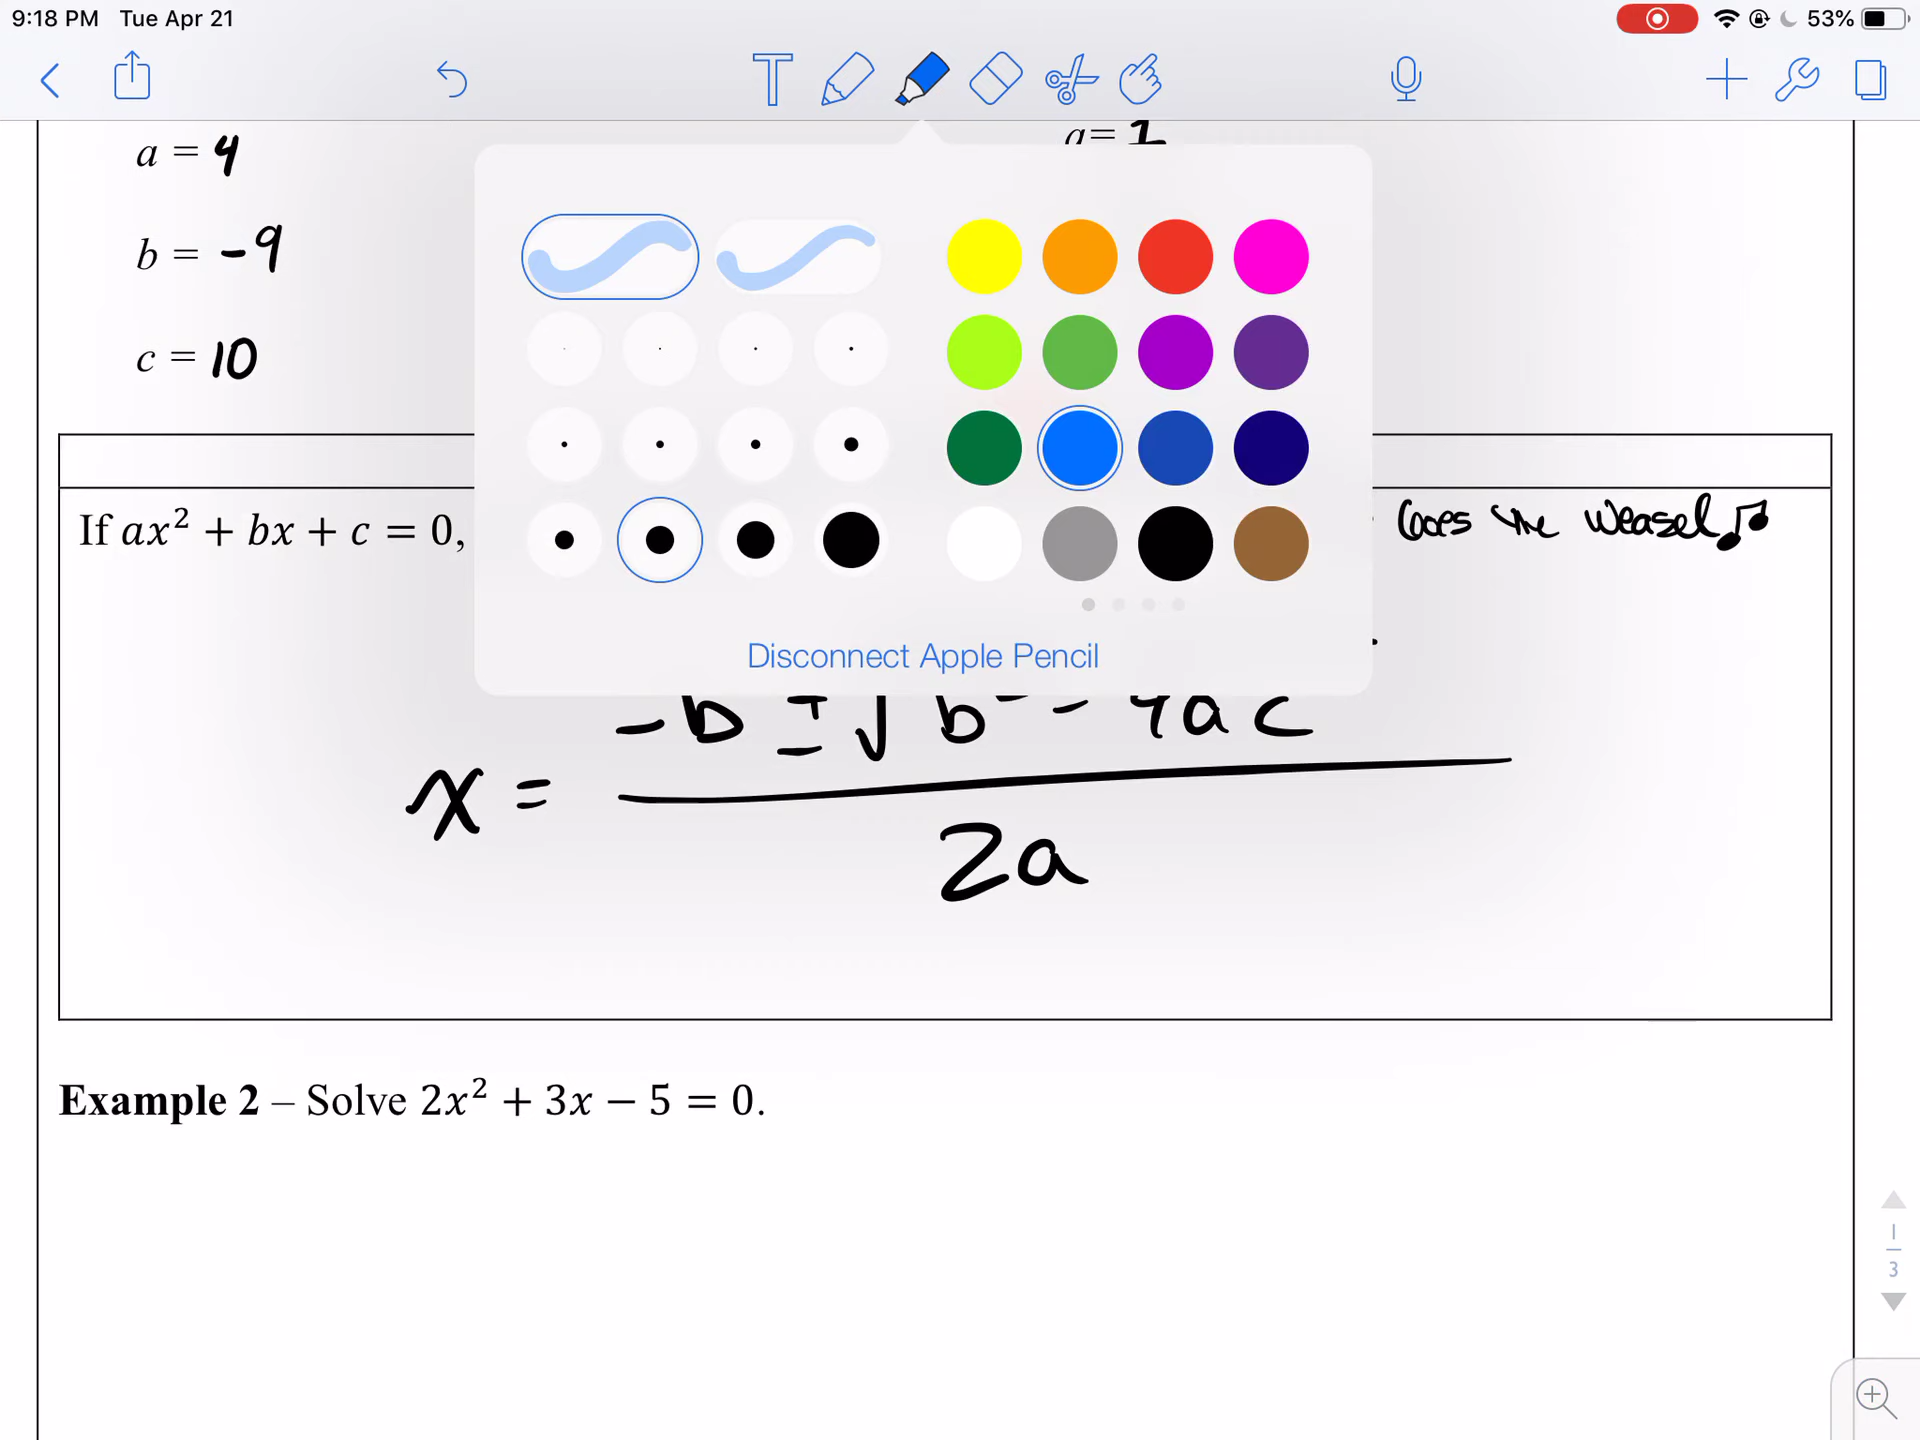 9:18 PM Tue Apr 21 53%
T
a = 4
a = 1
b = -9
c = 10
If ax² + bx + c = 0,
Goes the Weasel
Disconnect Apple Pencil
-b ± √b² - 4ac
x =
2a
Example 2 – Solve 2x² + 3x − 5 = 0.
1
3